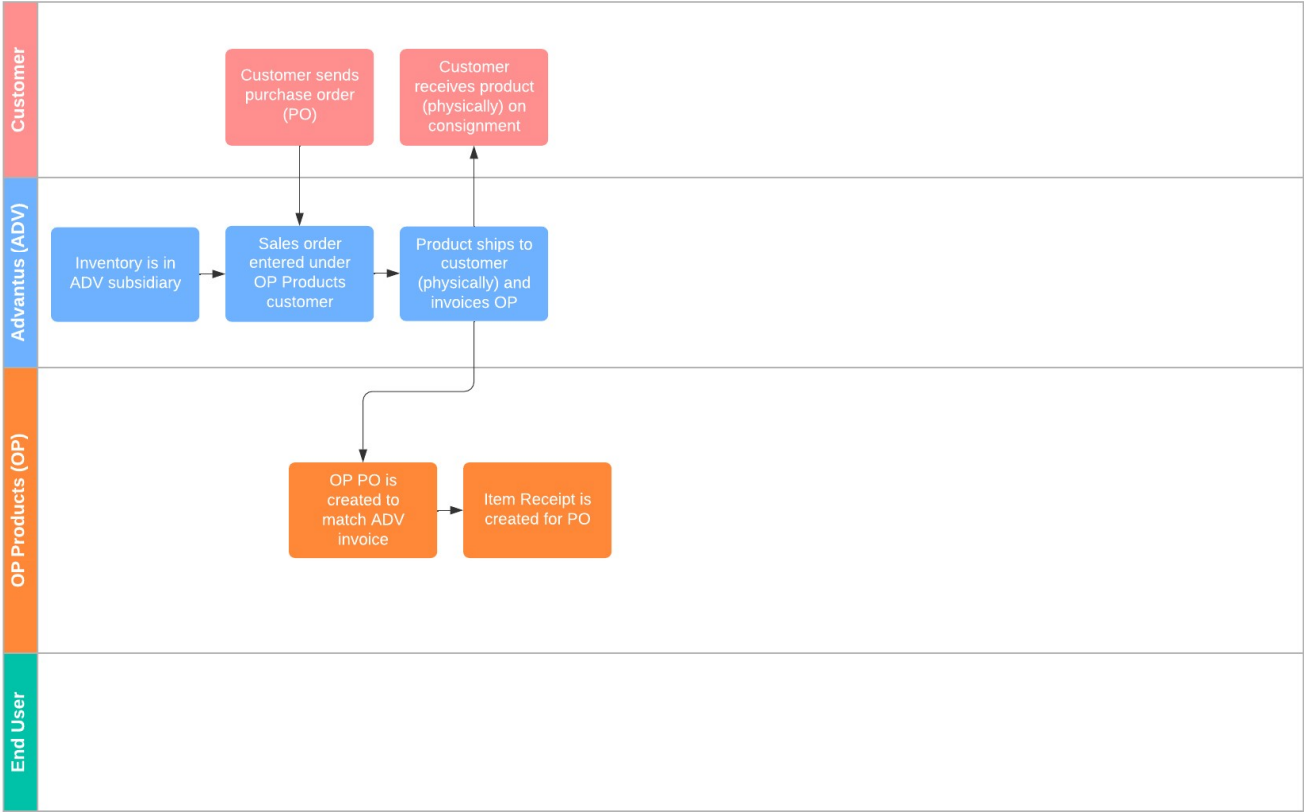 Customer
Customer sends
purchase order
(PO)
Customer
receives product
(physically) on
consignment
Advantus (ADV)
Inventory is in
ADV subsidiary
Sales order
entered under
OP Products
customer
Product ships to
customer
(physically) and
invoices OP
OP Products (OP)
OP PO is
created to
match ADV
invoice
Item Receipt is
created for PO
End User